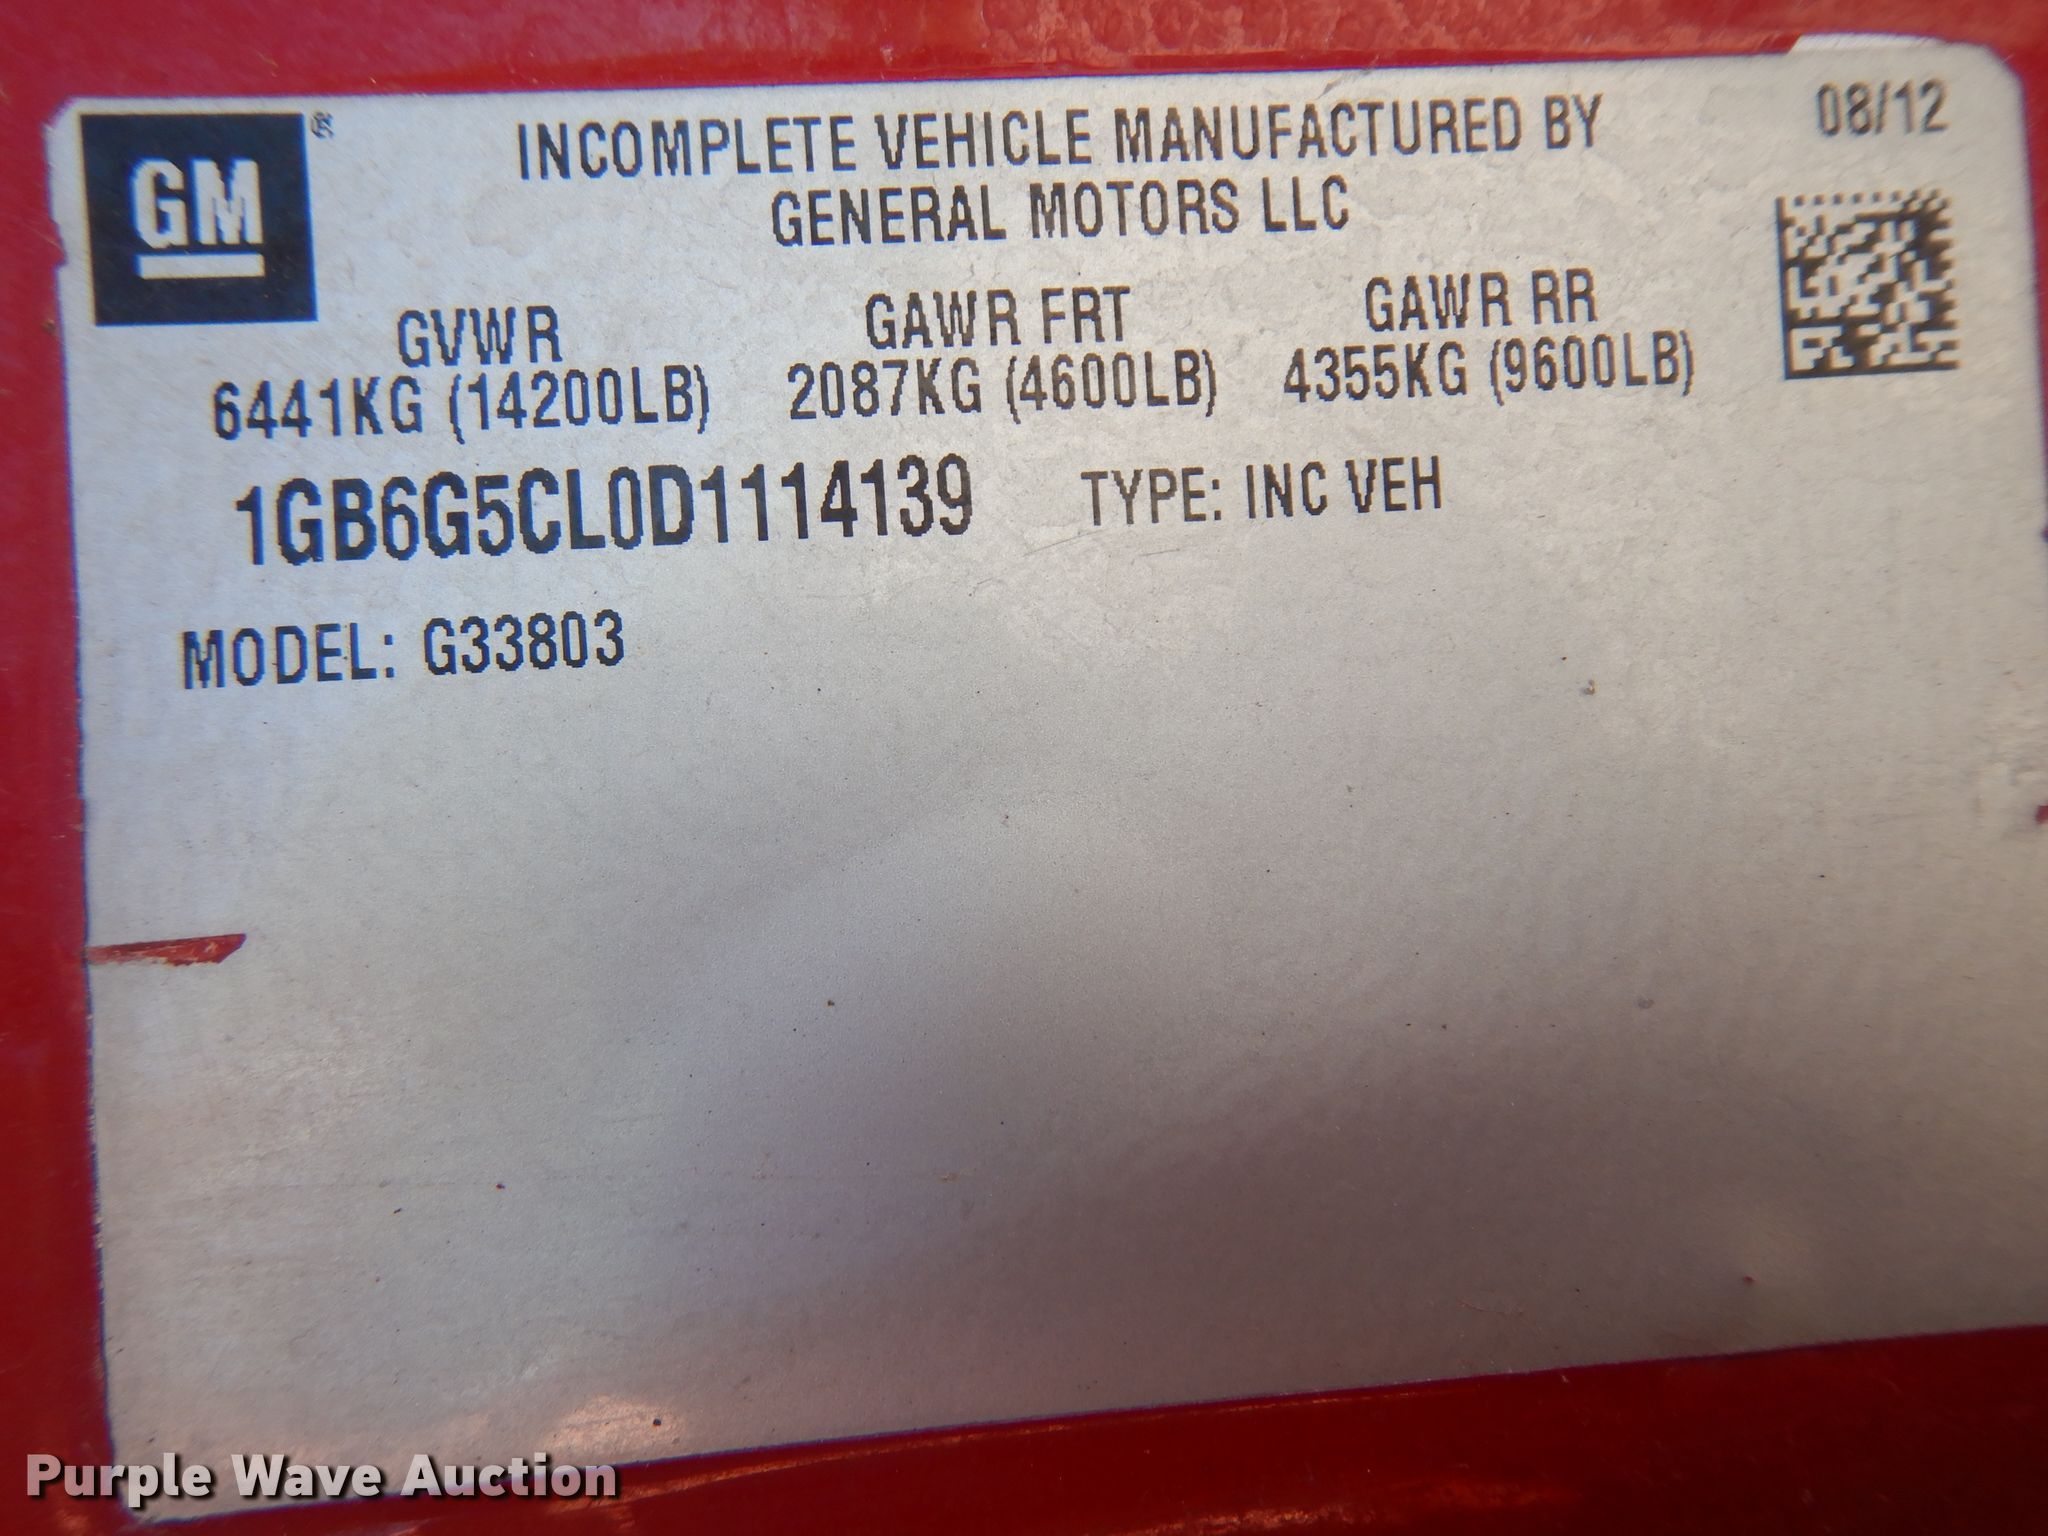 GM®
INCOMPLETE VEHICLE MANUFACTURED BY
GENERAL MOTORS LLC
08/12
GVWR GAWR FRT GAWR RR
6441KG (14200LB) 2087KG (4600LB) 4355KG (9600LB)
1GB6G5CL0D1114139 TYPE: INC VEH
MODEL: G33803
Purple Wave Auction